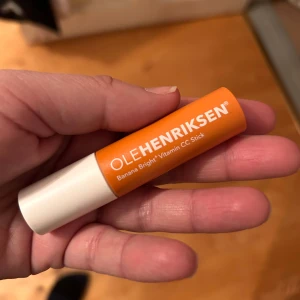 OLEHENRIKSEN®
Banana Bright® Vitamin CC Stick